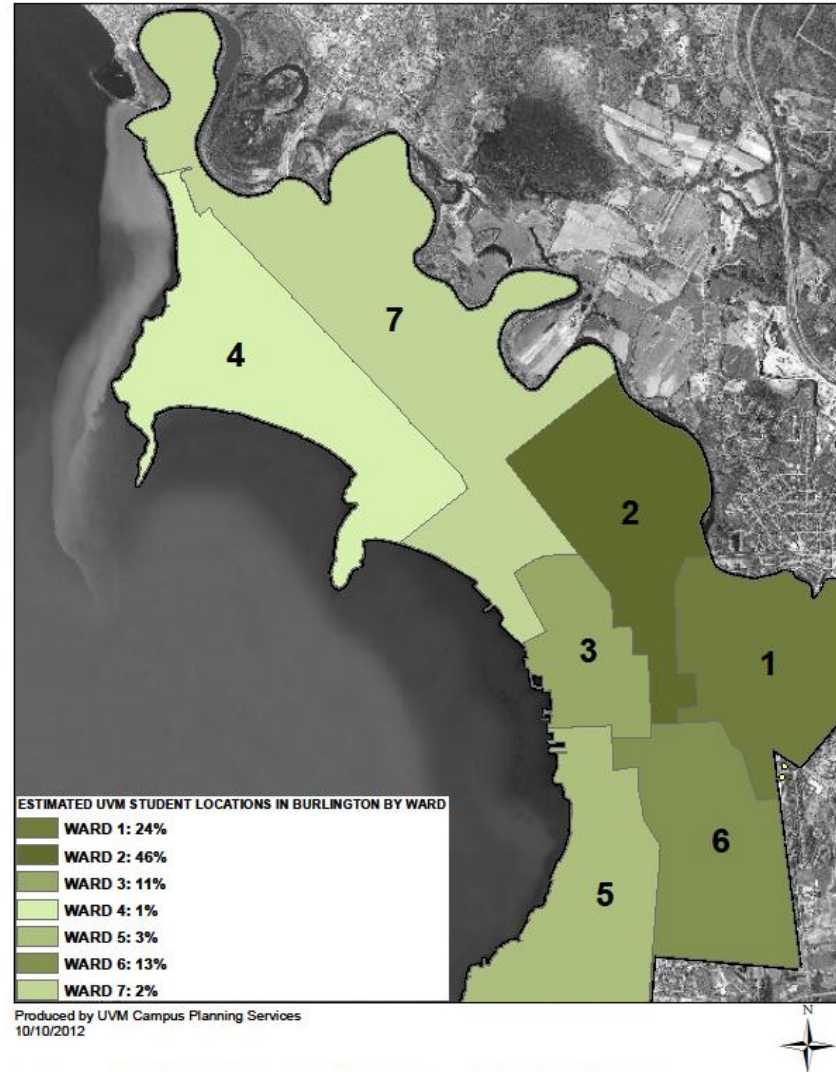 7
4
2
3
1
6
5
ESTIMATED UVM STUDENT LOCATIONS IN BURLINGTON BY WARD
WARD 1: 24%
WARD 2: 46%
WARD 3: 11%
WARD 4: 1%
WARD 5: 3%
WARD 6: 13%
WARD 7: 2%
Produced by UVM Campus Planning Services
10/10/2012
N